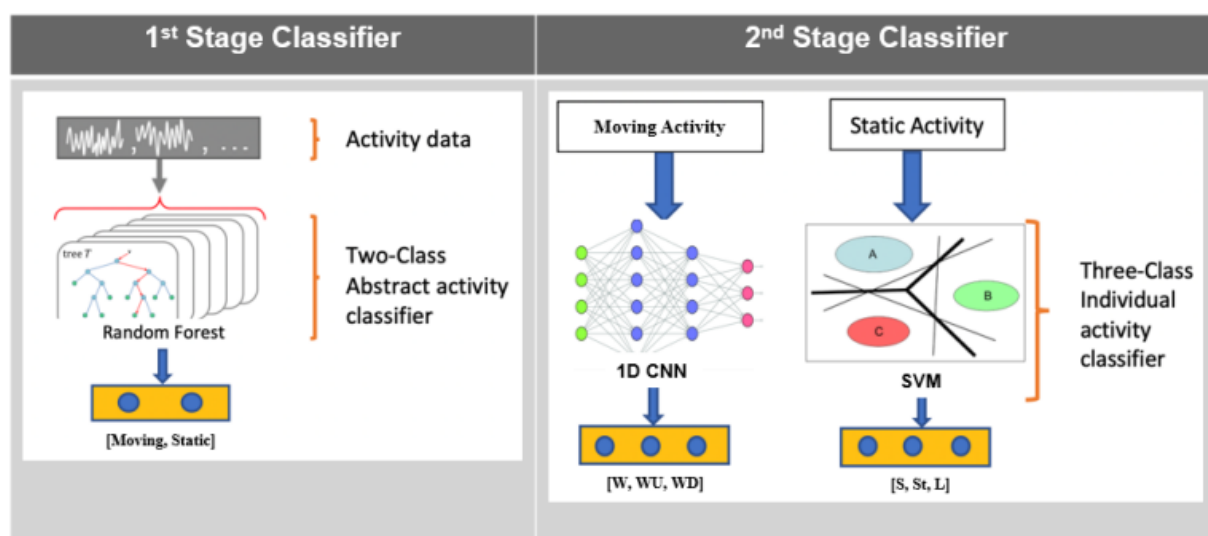 1st Stage Classifier
2nd Stage Classifier
, , ...
Activity data
tree T
Random Forest
Two-Class
Abstract activity
classifier
[Moving, Static]
Moving Activity
Static Activity
1D CNN
A
B
C
SVM
Three-Class
Individual
activity
classifier
[W, WU, WD]
[S, St, L]